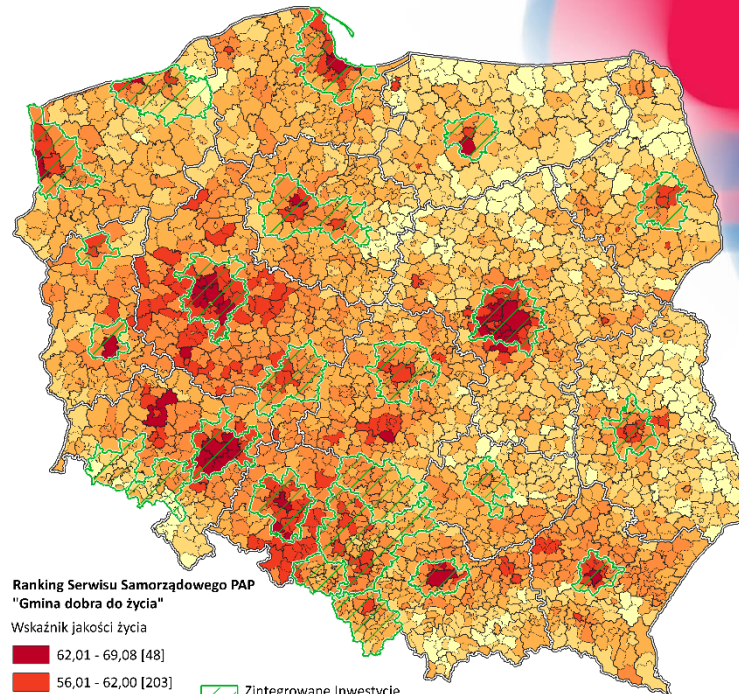 Ranking Serwisu Samorządowego PAP
"Gmina dobra do życia"
Wskaźnik jakości życia
62,01 - 69,08 [48]
56,01 - 62,00 [203]
Zintegrowane Inwestycje